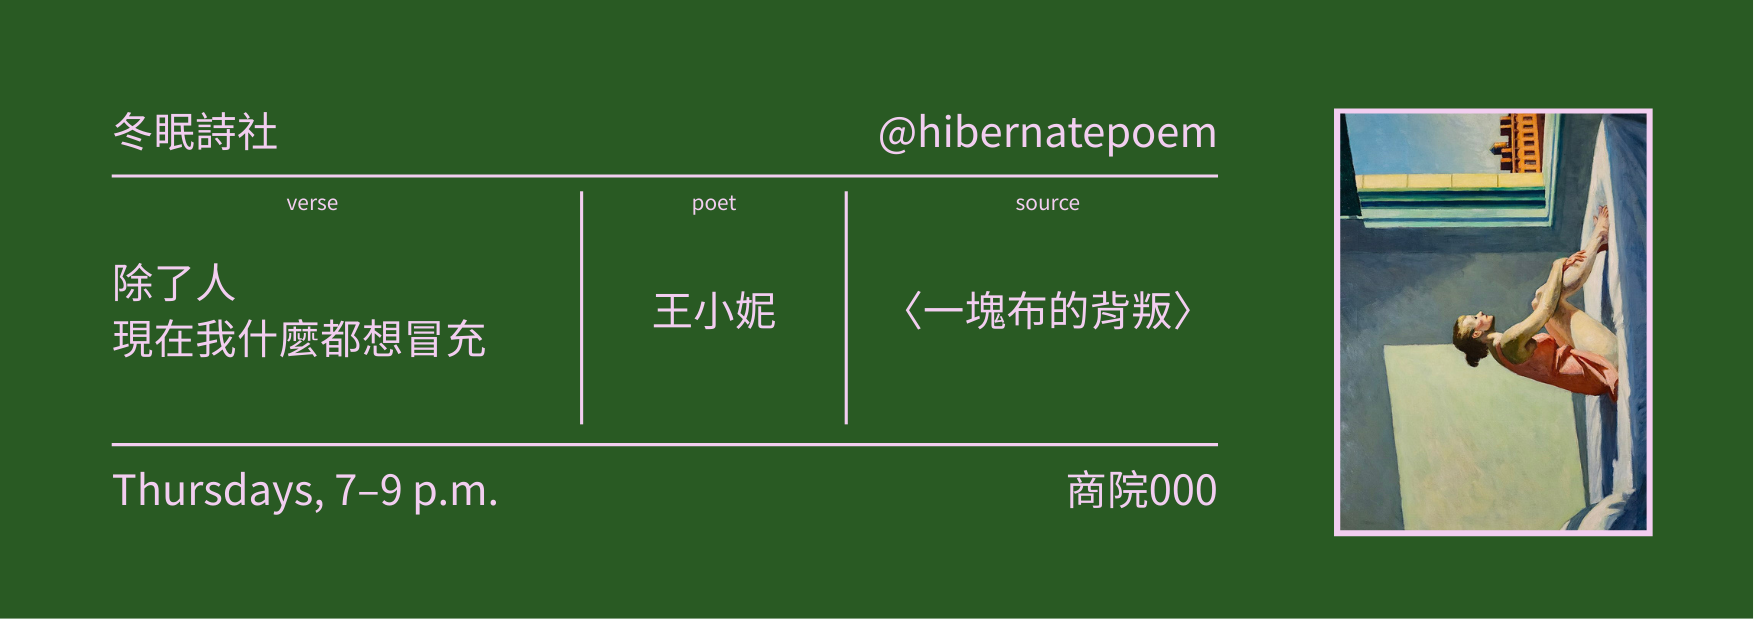 冬眠詩社
@hibernatepoem
verse
poet
source
除了人
現在我什麼都想冒充
王小妮
〈一塊布的背叛〉
Thursdays, 7–9 p.m.
商院000